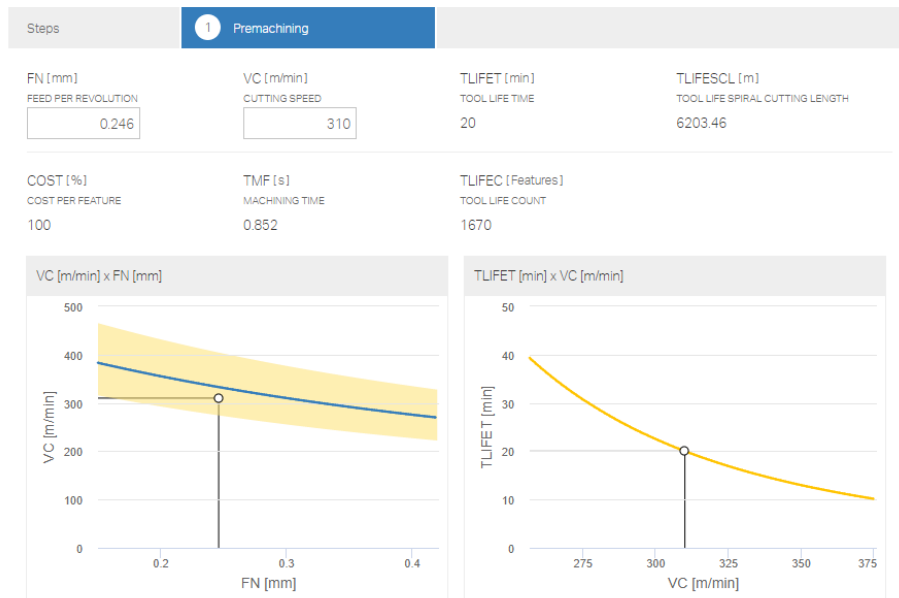 Steps 1 Premachining
FN [mm] VC [m/min] TLIFET [min] TLIFESCL [m]
FEED PER REVOLUTION CUTTING SPEED TOOL LIFE TIME TOOL LIFE SPIRAL CUTTING LENGTH
0.246 310 20 6203.46
COST [%] TMF [s] TLIFEC [Features]
COST PER FEATURE MACHINING TIME TOOL LIFE COUNT
100 0.852 1670
VC [m/min] x FN [mm]
500
400
300
200
100
0
VC [m/min]
0.2 0.3 0.4
FN [mm]
TLIFET [min] x VC [m/min]
50
40
30
20
10
0
TLIFET [min]
275 300 325 350 375
VC [m/min]